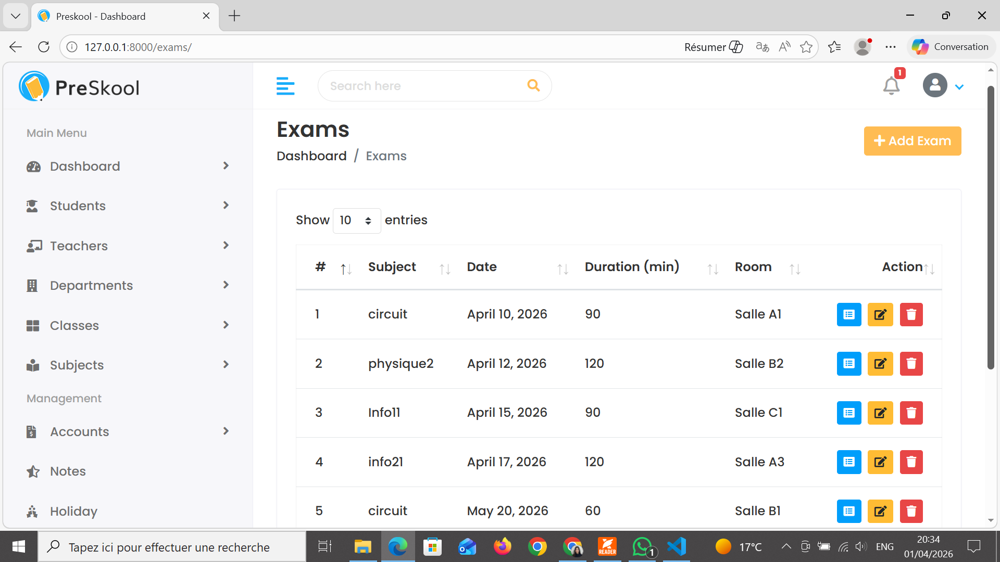 Preskool - Dashboard
127.0.0.1:8000/exams/
Résumer
Conversation
PreSkool
Search here
1
Main Menu
Dashboard
Students
Teachers
Departments
Classes
Subjects
Management
Accounts
Notes
Holiday
Exams
Dashboard / Exams
Add Exam
Show 10 entries
# Subject Date Duration (min) Room Action
1 circuit April 10, 2026 90 Salle A1
2 physique2 April 12, 2026 120 Salle B2
3 Info11 April 15, 2026 90 Salle C1
4 info21 April 17, 2026 120 Salle A3
5 circuit May 20, 2026 60 Salle B1
Tapez ici pour effectuer une recherche
READER
1
17°C
ENG
20:34
01/04/2026